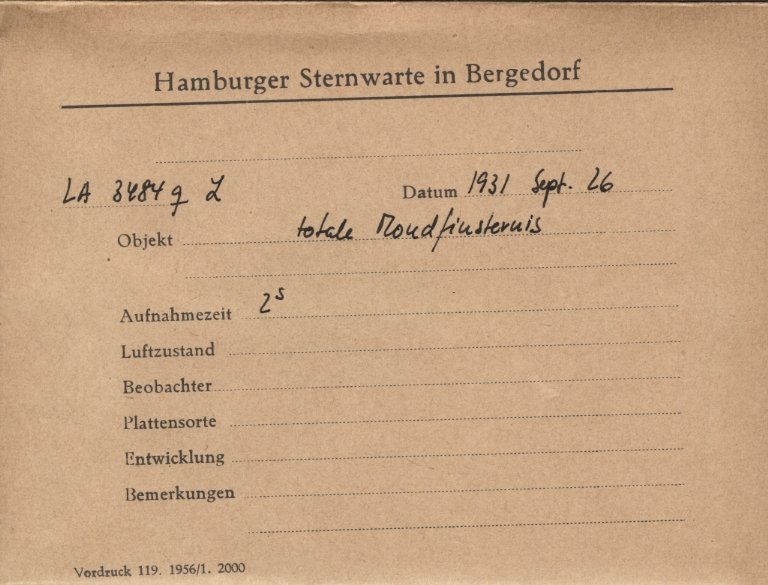 Hamburger Sternwarte in Bergedorf
LA 3484 g Z Datum 1931 Sept. 26
Objekt totale Mondfinsternis
Aufnahmezeit 2ˢ
Luftzustand
Beobachter
Plattensorte
Entwicklung
Bemerkungen
Vordruck 119. 1956/1. 2000